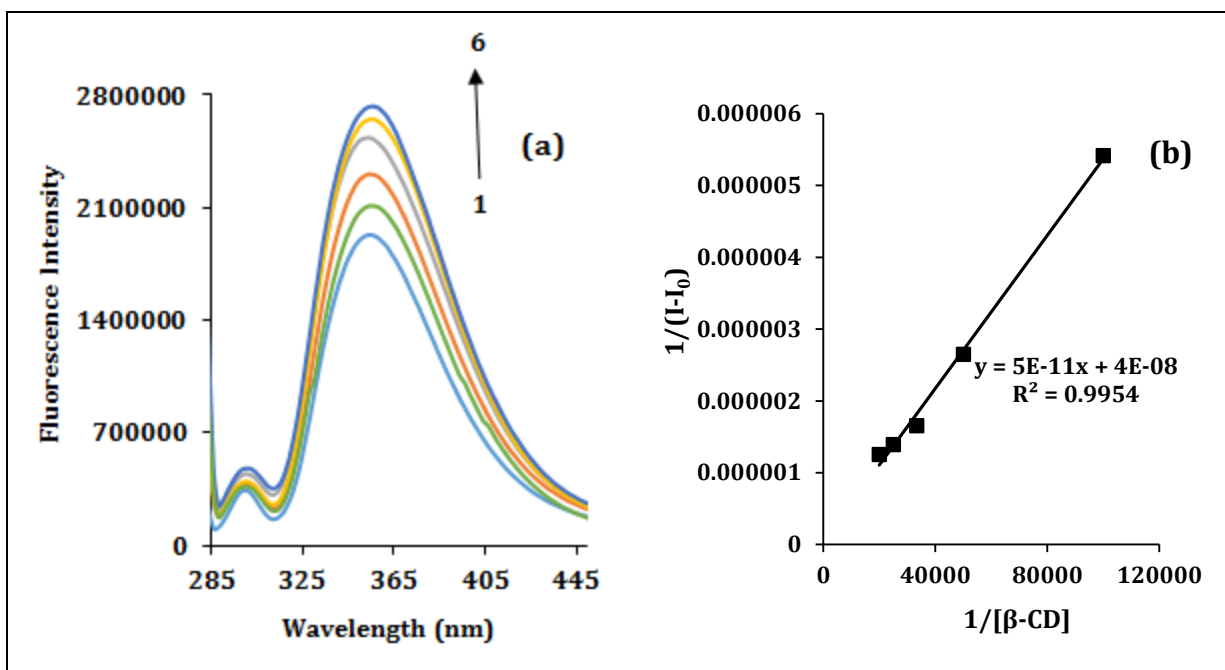 6
1
(a)
2800000
2100000
1400000
700000
0
Fluorescence Intensity
285 325 365 405 445
Wavelength (nm)
(b)
0.000006
0.000005
0.000004
0.000003
0.000002
0.000001
0
1/(I-I₀)
y = 5E-11x + 4E-08
R² = 0.9954
0 40000 80000 120000
1/[β-CD]